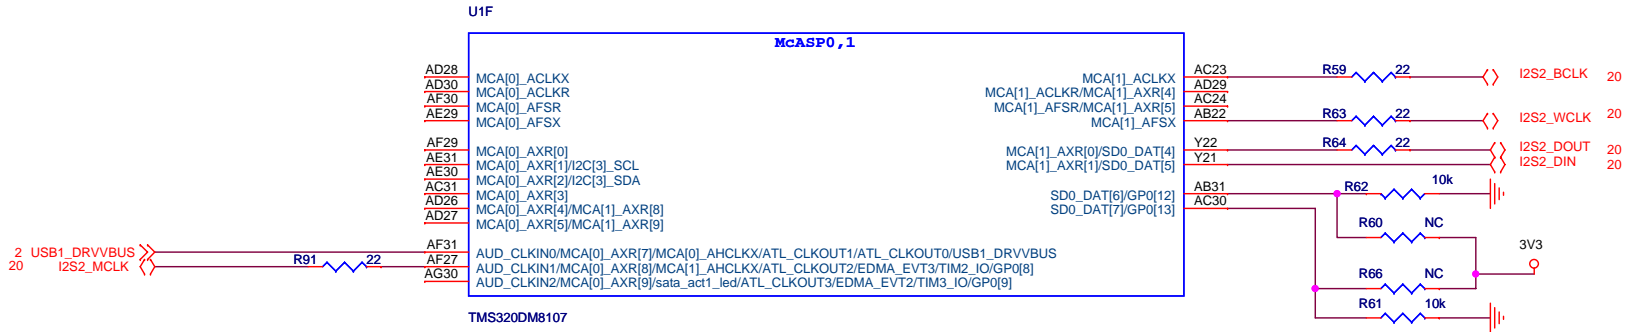 U1F
McASP0,1
AD28 MCA[0]_ACLKX MCA[1]_ACLKX AC23 R59 22 I2S2_BCLK 20
AD30 MCA[0]_ACLKR MCA[1]_ACLKR/MCA[1]_AXR[4] AD29
AF30 MCA[0]_AFSR MCA[1]_AFSR/MCA[1]_AXR[5] AC24
AE29 MCA[0]_AFSX MCA[1]_AFSX AB22 R63 22 I2S2_WCLK 20
AF29 MCA[0]_AXR[0] MCA[1]_AXR[0]/SD0_DAT[4] Y22 R64 22 I2S2_DOUT 20
AE31 MCA[0]_AXR[1]/I2C[3]_SCL MCA[1]_AXR[1]/SD0_DAT[5] Y21 I2S2_DIN 20
AE30 MCA[0]_AXR[2]/I2C[3]_SDA
AC31 MCA[0]_AXR[3] SD0_DAT[6]/GP0[12] AB31 R62 10k
AD26 MCA[0]_AXR[4]/MCA[1]_AXR[8] SD0_DAT[7]/GP0[13] AC30
AD27 MCA[0]_AXR[5]/MCA[1]_AXR[9]
R60 NC
3V3
2 USB1_DRVVBUS AF31 AUD_CLKIN0/MCA[0]_AXR[7]/MCA[0]_AHCLKX/ATL_CLKOUT1/ATL_CLKOUT0/USB1_DRVVBUS
20 I2S2_MCLK R91 22 AF27 AUD_CLKIN1/MCA[0]_AXR[8]/MCA[1]_AHCLKX/ATL_CLKOUT2/EDMA_EVT3/TIM2_IO/GP0[8]
AG30 AUD_CLKIN2/MCA[0]_AXR[9]/sata_act1_led/ATL_CLKOUT3/EDMA_EVT2/TIM3_IO/GP0[9]
R66 NC
R61 10k
TMS320DM8107